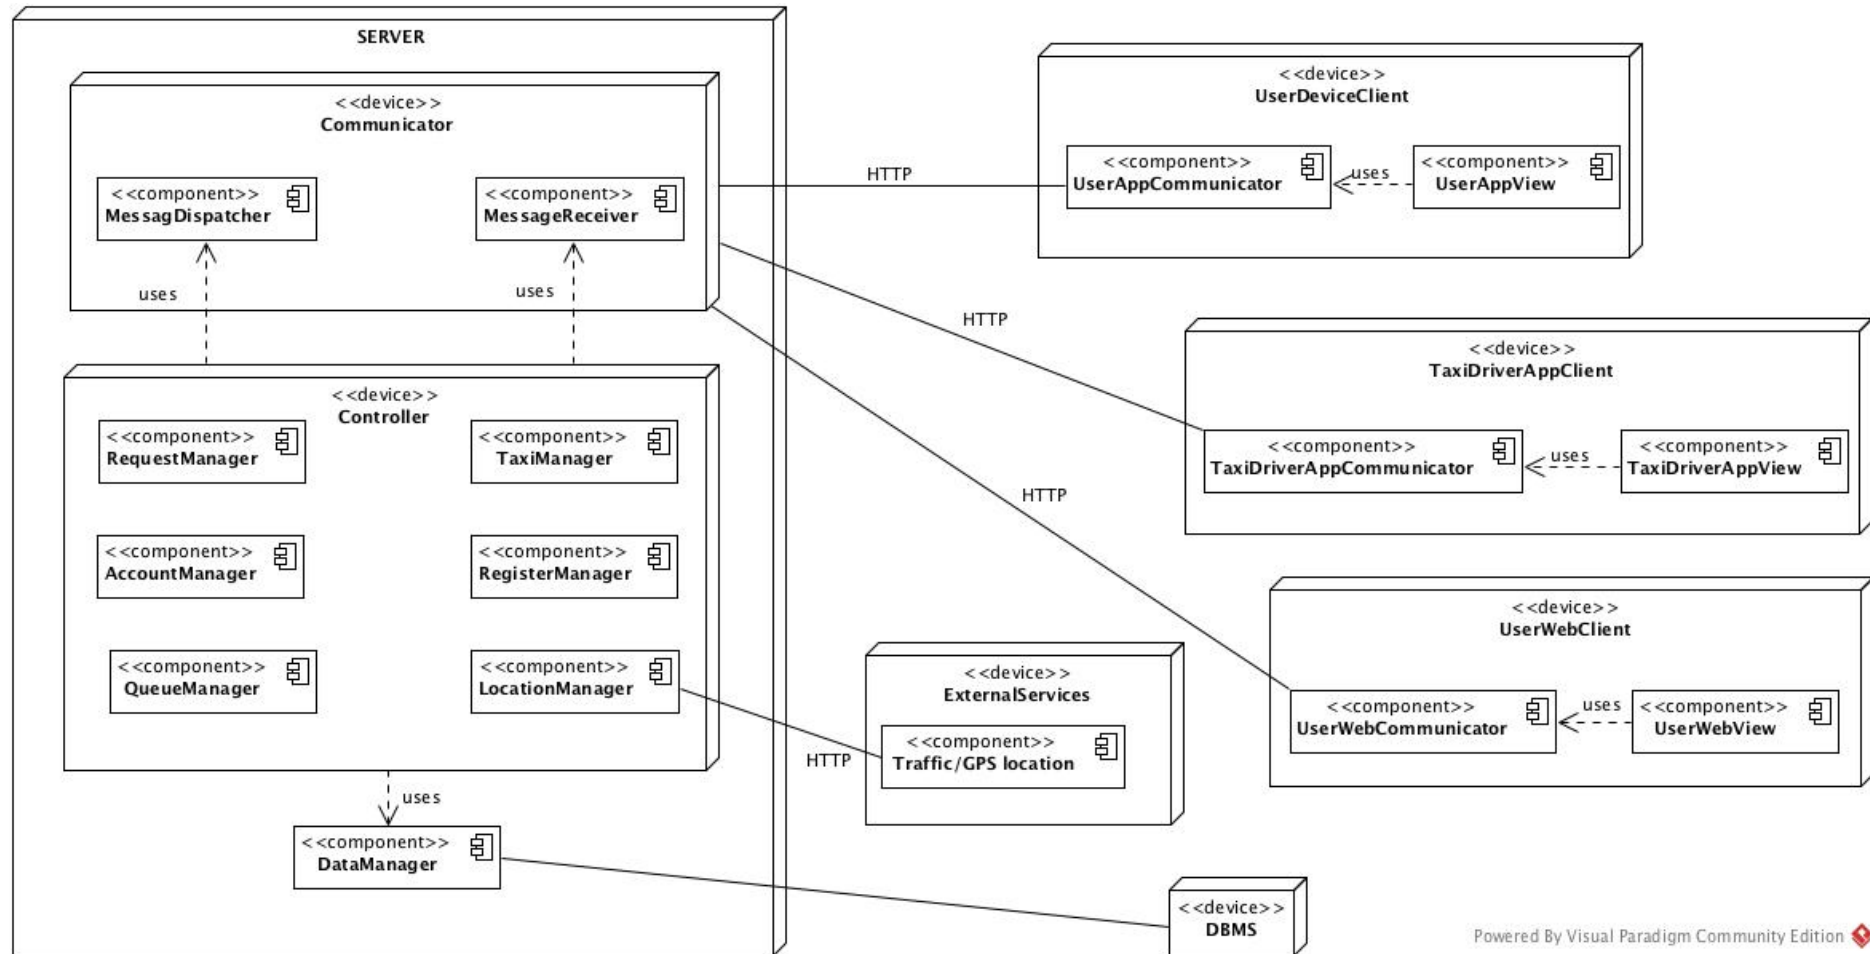 SERVER
<<device>>
Communicator
<<component>>
MessagDispatcher
<<component>>
MessageReceiver
uses
uses
<<device>>
Controller
<<component>>
RequestManager
<<component>>
TaxiManager
<<component>>
AccountManager
<<component>>
RegisterManager
<<component>>
QueueManager
<<component>>
LocationManager
uses
<<component>>
DataManager
HTTP
HTTP
HTTP
HTTP
<<device>>
UserDeviceClient
<<component>>
UserAppCommunicator
uses
<<component>>
UserAppView
<<device>>
TaxiDriverAppClient
<<component>>
TaxiDriverAppCommunicator
uses
<<component>>
TaxiDriverAppView
<<device>>
UserWebClient
<<component>>
UserWebCommunicator
uses
<<component>>
UserWebView
<<device>>
ExternalServices
<<component>>
Traffic/GPS location
<<device>>
DBMS
Powered By Visual Paradigm Community Edition